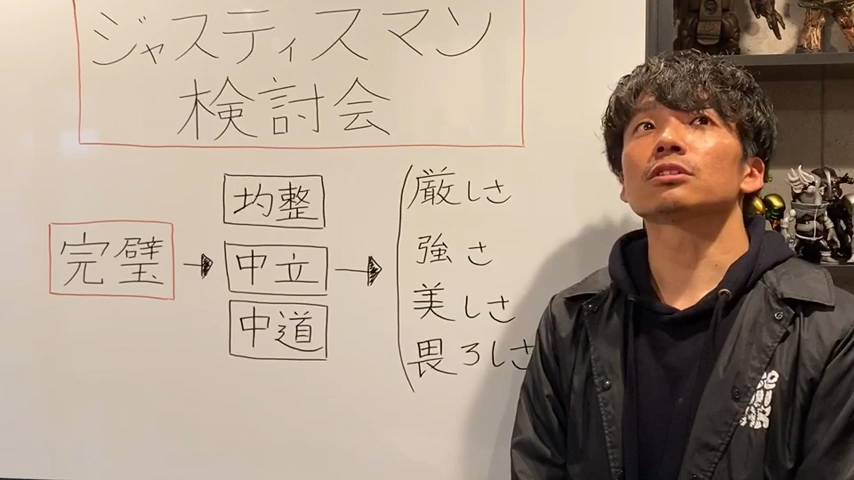 ジャスティスマン
検討会
完璧
均整
中立
中道
厳しさ
強さ
美しさ
畏ろしさ